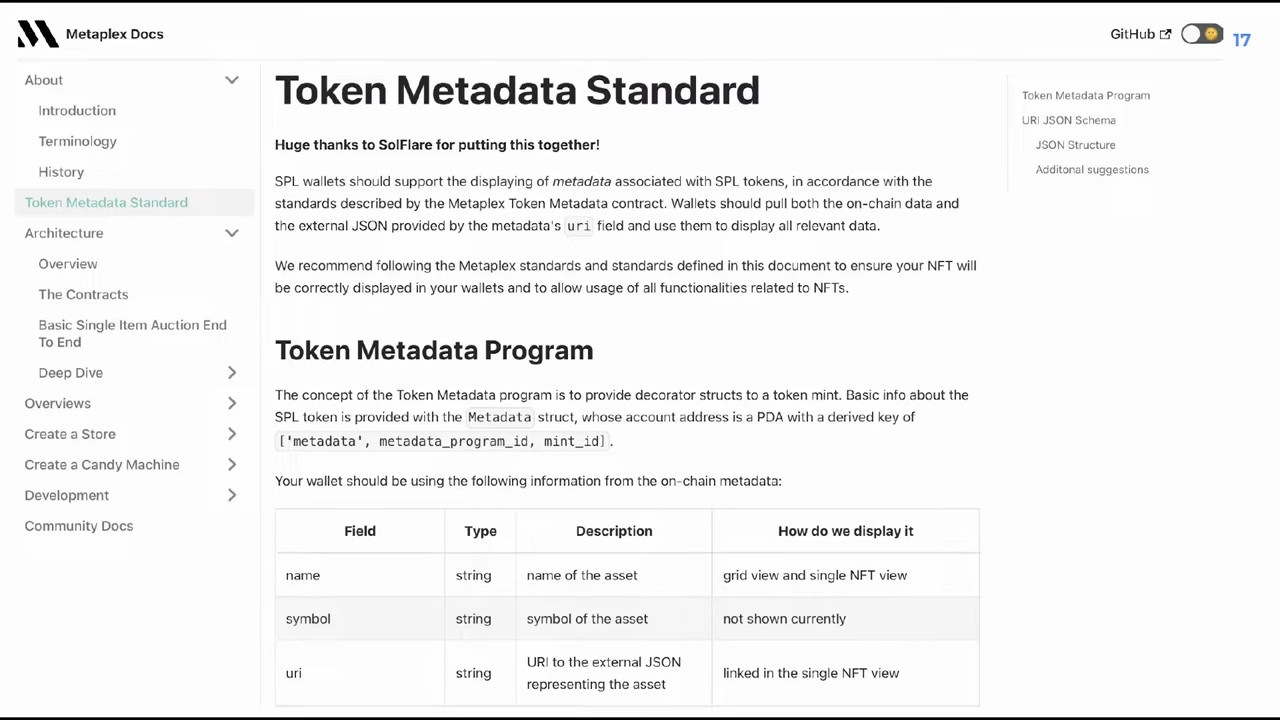 Metaplex Docs
GitHub
17
About
Introduction
Terminology
History
Token Metadata Standard
Architecture
Overview
The Contracts
Basic Single Item Auction End
To End
Deep Dive
Overviews
Create a Store
Create a Candy Machine
Development
Community Docs
Token Metadata Standard
Huge thanks to SolFlare for putting this together!
SPL wallets should support the displaying of metadata associated with SPL tokens, in accordance with the
standards described by the Metaplex Token Metadata contract. Wallets should pull both the on-chain data and
the external JSON provided by the metadata's uri field and use them to display all relevant data.
We recommend following the Metaplex standards and standards defined in this document to ensure your NFT will
be correctly displayed in your wallets and to allow usage of all functionalities related to NFTs.
Token Metadata Program
The concept of the Token Metadata program is to provide decorator structs to a token mint. Basic info about the
SPL token is provided with the Metadata struct, whose account address is a PDA with a derived key of
['metadata', metadata_program_id, mint_id].
Your wallet should be using the following information from the on-chain metadata:
Field Type Description How do we display it
name string name of the asset grid view and single NFT view
symbol string symbol of the asset not shown currently
uri string URI to the external JSON representing the asset linked in the single NFT view
Token Metadata Program
URI JSON Schema
JSON Structure
Additonal suggestions